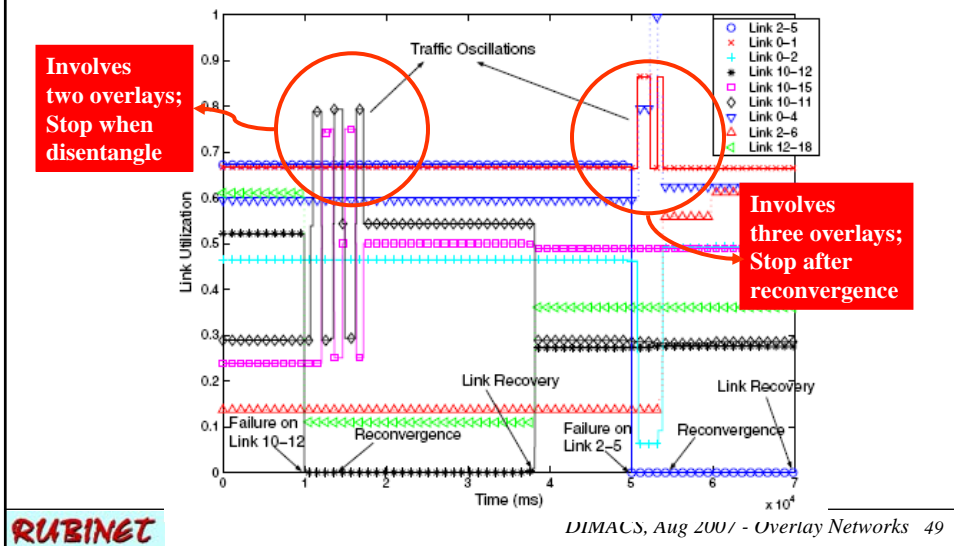 Involves
two overlays;
Stop when
disentangle
Traffic Oscillations
Link 2-5
Link 0-1
Link 0-2
Link 10-12
Link 10-15
Link 10-11
Link 0-4
Link 2-6
Link 12-18
Involves
three overlays;
Stop after
reconvergence
Link Utilization
1
0.9
0.8
0.7
0.6
0.5
0.4
0.3
0.2
0.1
0
Failure on
Link 10-12
Reconvergence
Link Recovery
Failure on
Link 2-5
Reconvergence
Link Recovery
0 1 2 3 4 5 6 7
Time (ms)
x 10^4
RUBINET
DIMACS, Aug 2007 - Overlay Networks 49